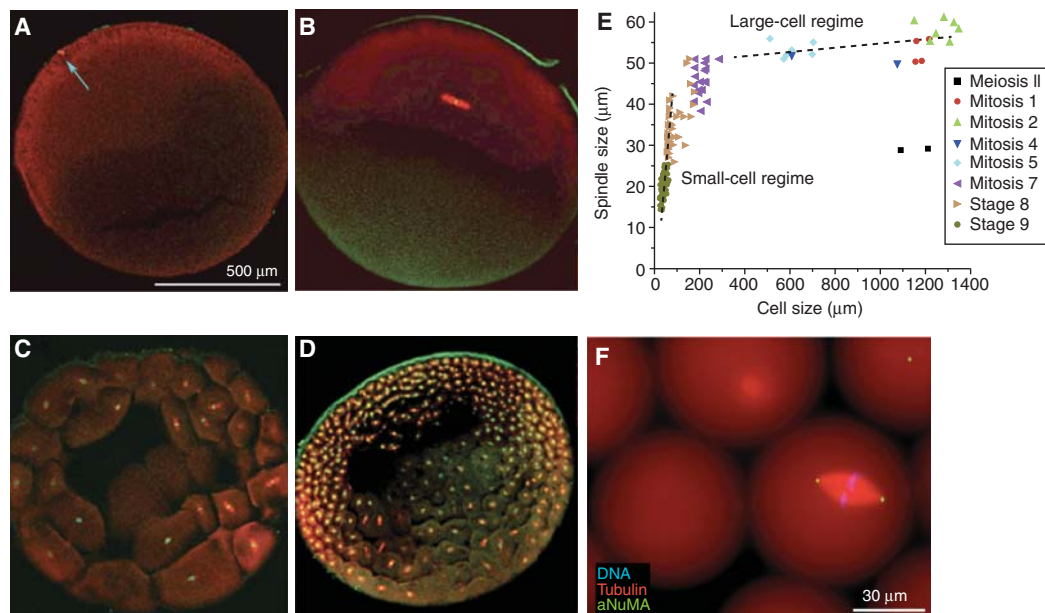 A
500 µm
B
E
Spindle size (µm)
60
50
40
30
20
10
0
0 200 400 600 800 1000 1200 1400
Cell size (µm)
Large-cell regime
Small-cell regime
Meiosis II
Mitosis 1
Mitosis 2
Mitosis 4
Mitosis 5
Mitosis 7
Stage 8
Stage 9
C
D
F
DNA
Tubulin
aNuMA
30 µm